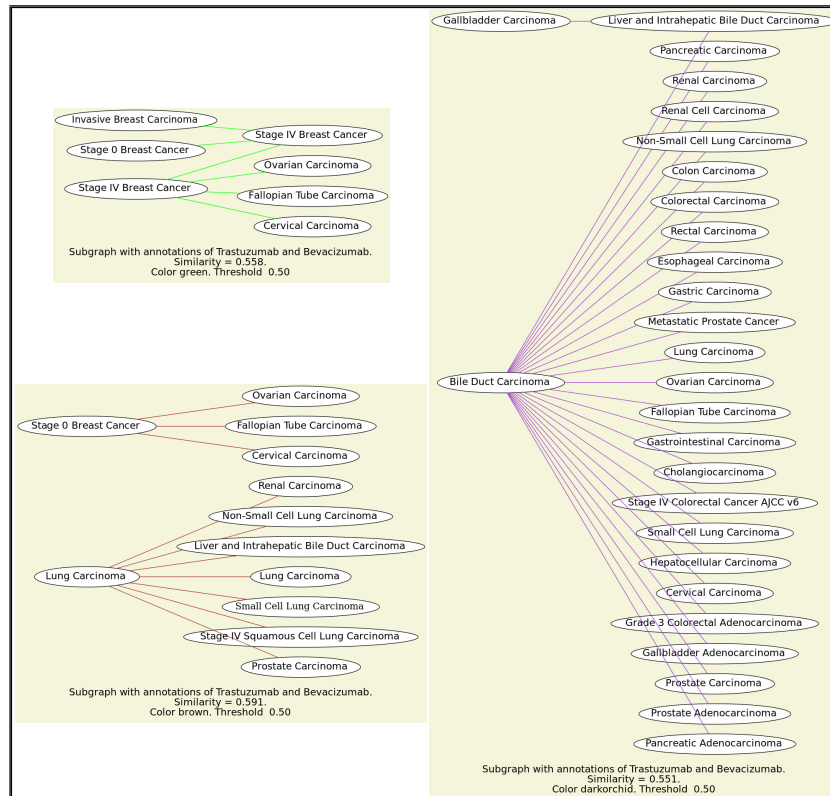 Invasive Breast Carcinoma
Stage 0 Breast Cancer
Stage IV Breast Cancer
Stage IV Breast Cancer
Ovarian Carcinoma
Fallopian Tube Carcinoma
Cervical Carcinoma
Subgraph with annotations of Trastuzumab and Bevacizumab.
Similarity = 0.558.
Color green. Threshold 0.50
Stage 0 Breast Cancer
Lung Carcinoma
Ovarian Carcinoma
Fallopian Tube Carcinoma
Cervical Carcinoma
Renal Carcinoma
Non-Small Cell Lung Carcinoma
Liver and Intrahepatic Bile Duct Carcinoma
Lung Carcinoma
Small Cell Lung Carcinoma
Stage IV Squamous Cell Lung Carcinoma
Prostate Carcinoma
Subgraph with annotations of Trastuzumab and Bevacizumab.
Similarity = 0.591.
Color brown. Threshold 0.50
Gallbladder Carcinoma
Bile Duct Carcinoma
Liver and Intrahepatic Bile Duct Carcinoma
Pancreatic Carcinoma
Renal Carcinoma
Renal Cell Carcinoma
Non-Small Cell Lung Carcinoma
Colon Carcinoma
Colorectal Carcinoma
Rectal Carcinoma
Esophageal Carcinoma
Gastric Carcinoma
Metastatic Prostate Cancer
Lung Carcinoma
Ovarian Carcinoma
Fallopian Tube Carcinoma
Gastrointestinal Carcinoma
Cholangiocarcinoma
Stage IV Colorectal Cancer AJCC v6
Small Cell Lung Carcinoma
Hepatocellular Carcinoma
Cervical Carcinoma
Grade 3 Colorectal Adenocarcinoma
Gallbladder Adenocarcinoma
Prostate Carcinoma
Prostate Adenocarcinoma
Pancreatic Adenocarcinoma
Subgraph with annotations of Trastuzumab and Bevacizumab.
Similarity = 0.551.
Color darkorchid. Threshold 0.50